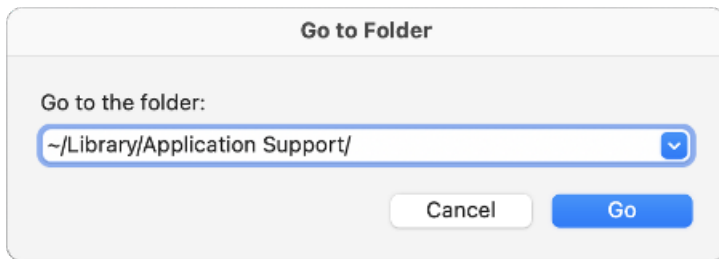 Go to Folder
Go to the folder:
~/Library/Application Support/
Cancel Go